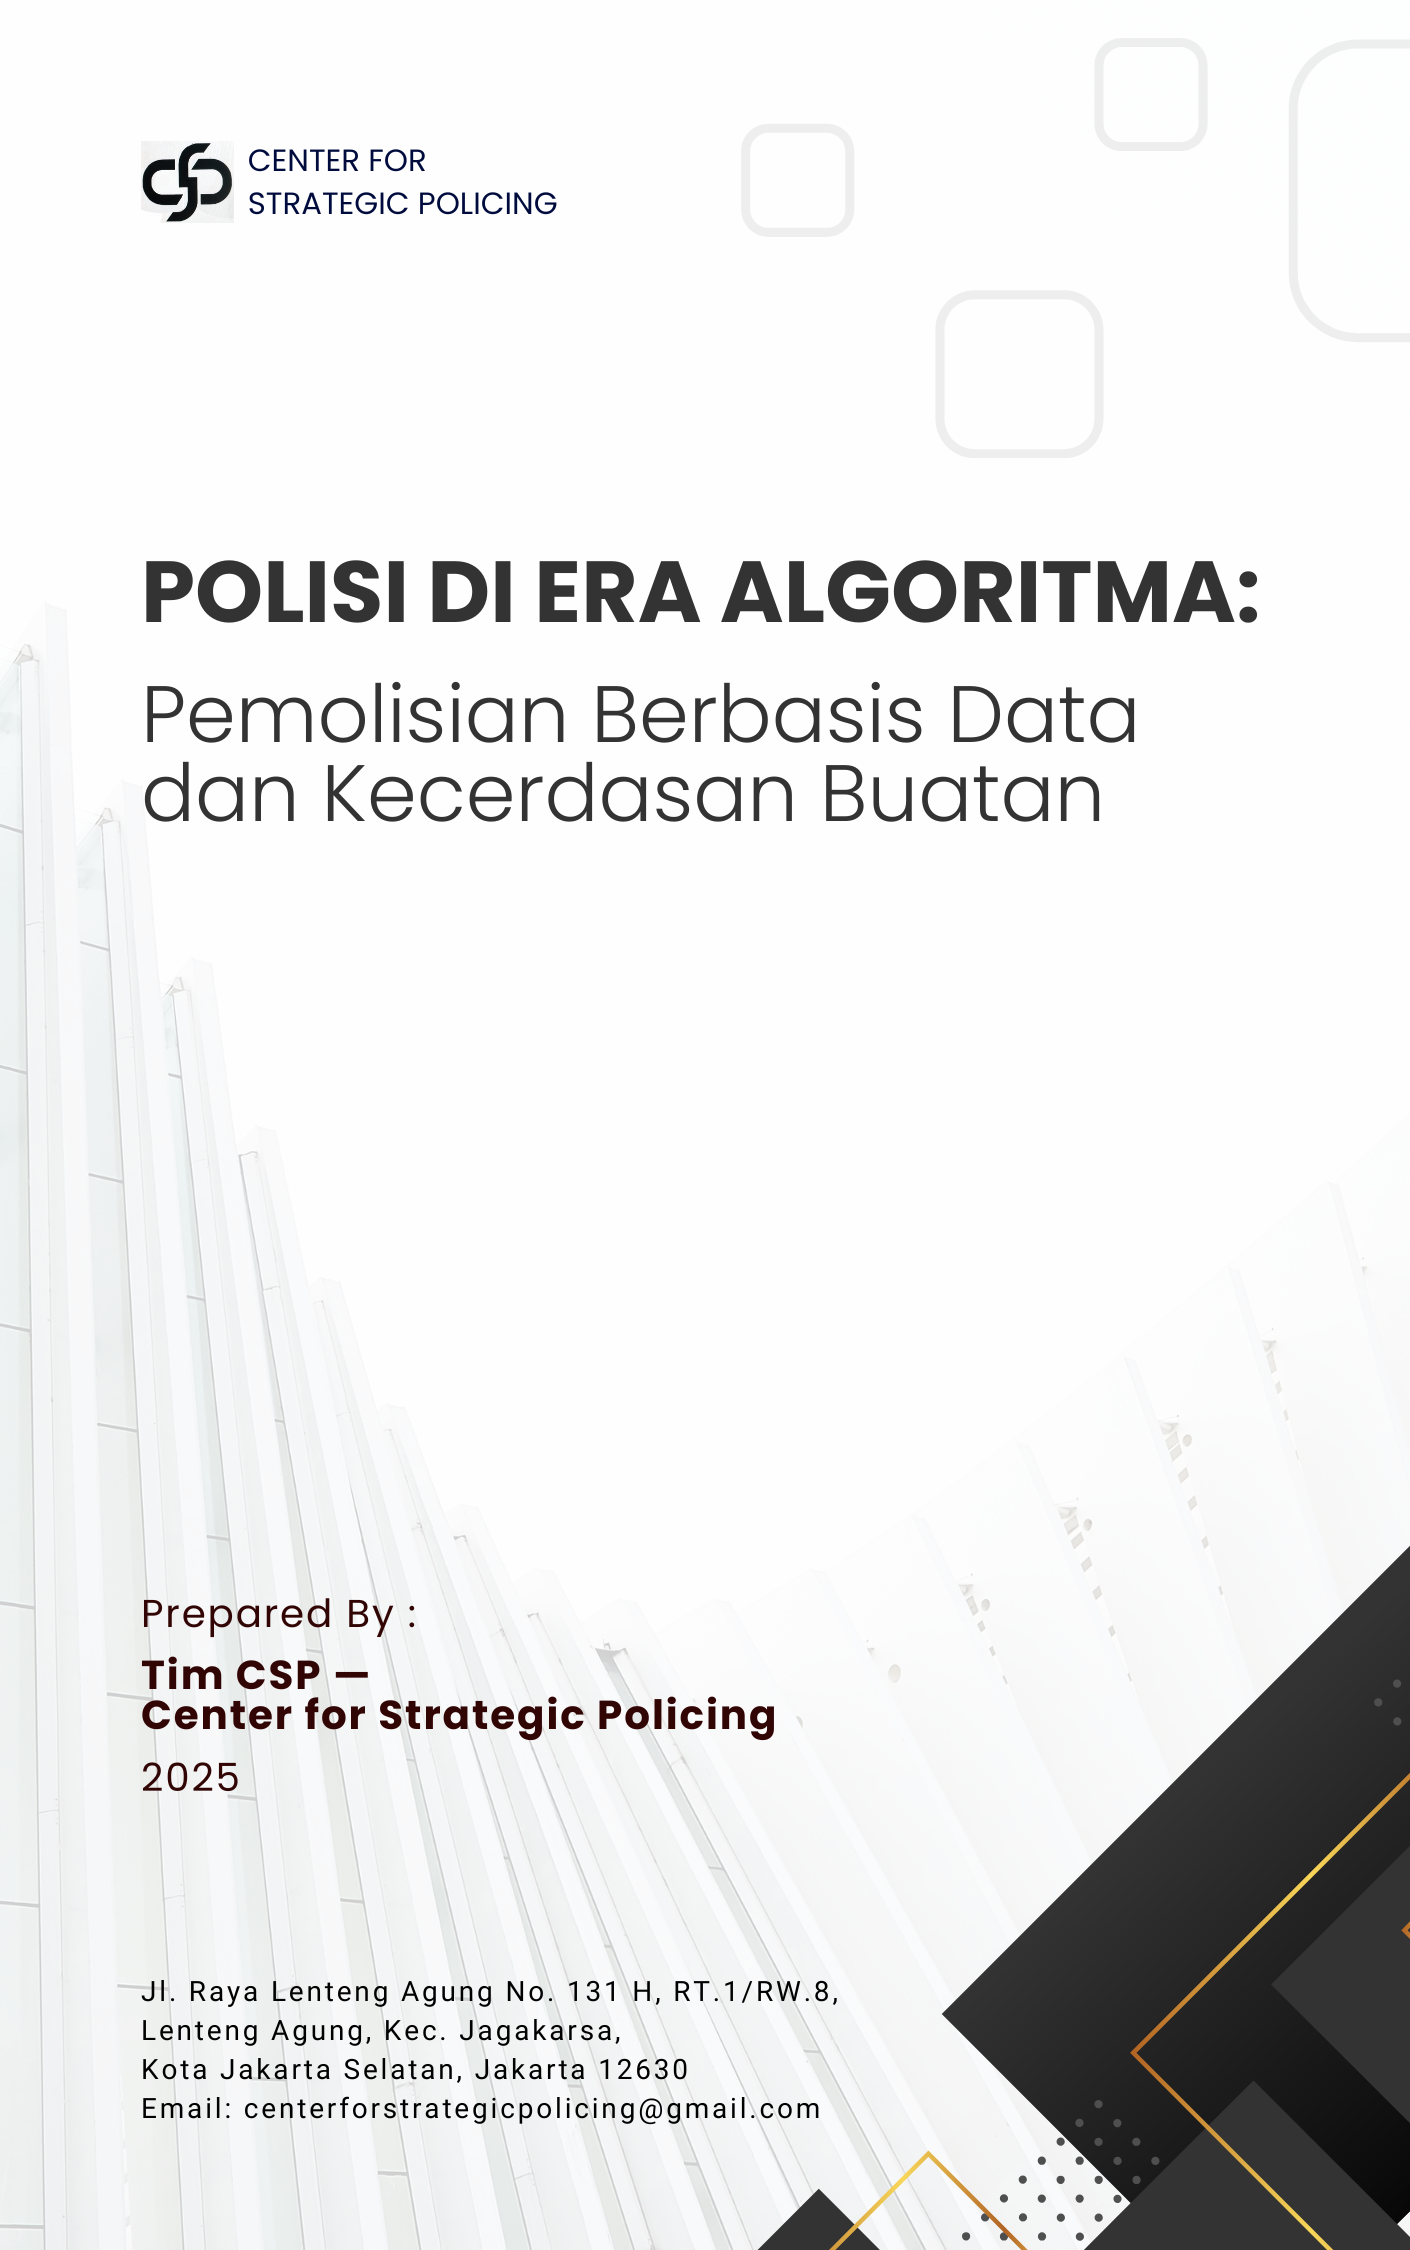 CENTER FOR
STRATEGIC POLICING
POLISI DI ERA ALGORITMA:
Pemolisian Berbasis Data
dan Kecerdasan Buatan
Prepared By :
Tim CSP —
Center for Strategic Policing
2025
Jl. Raya Lenteng Agung No. 131 H, RT.1/RW.8,
Lenteng Agung, Kec. Jagakarsa,
Kota Jakarta Selatan, Jakarta 12630
Email: centerforstrategicpolicing@gmail.com